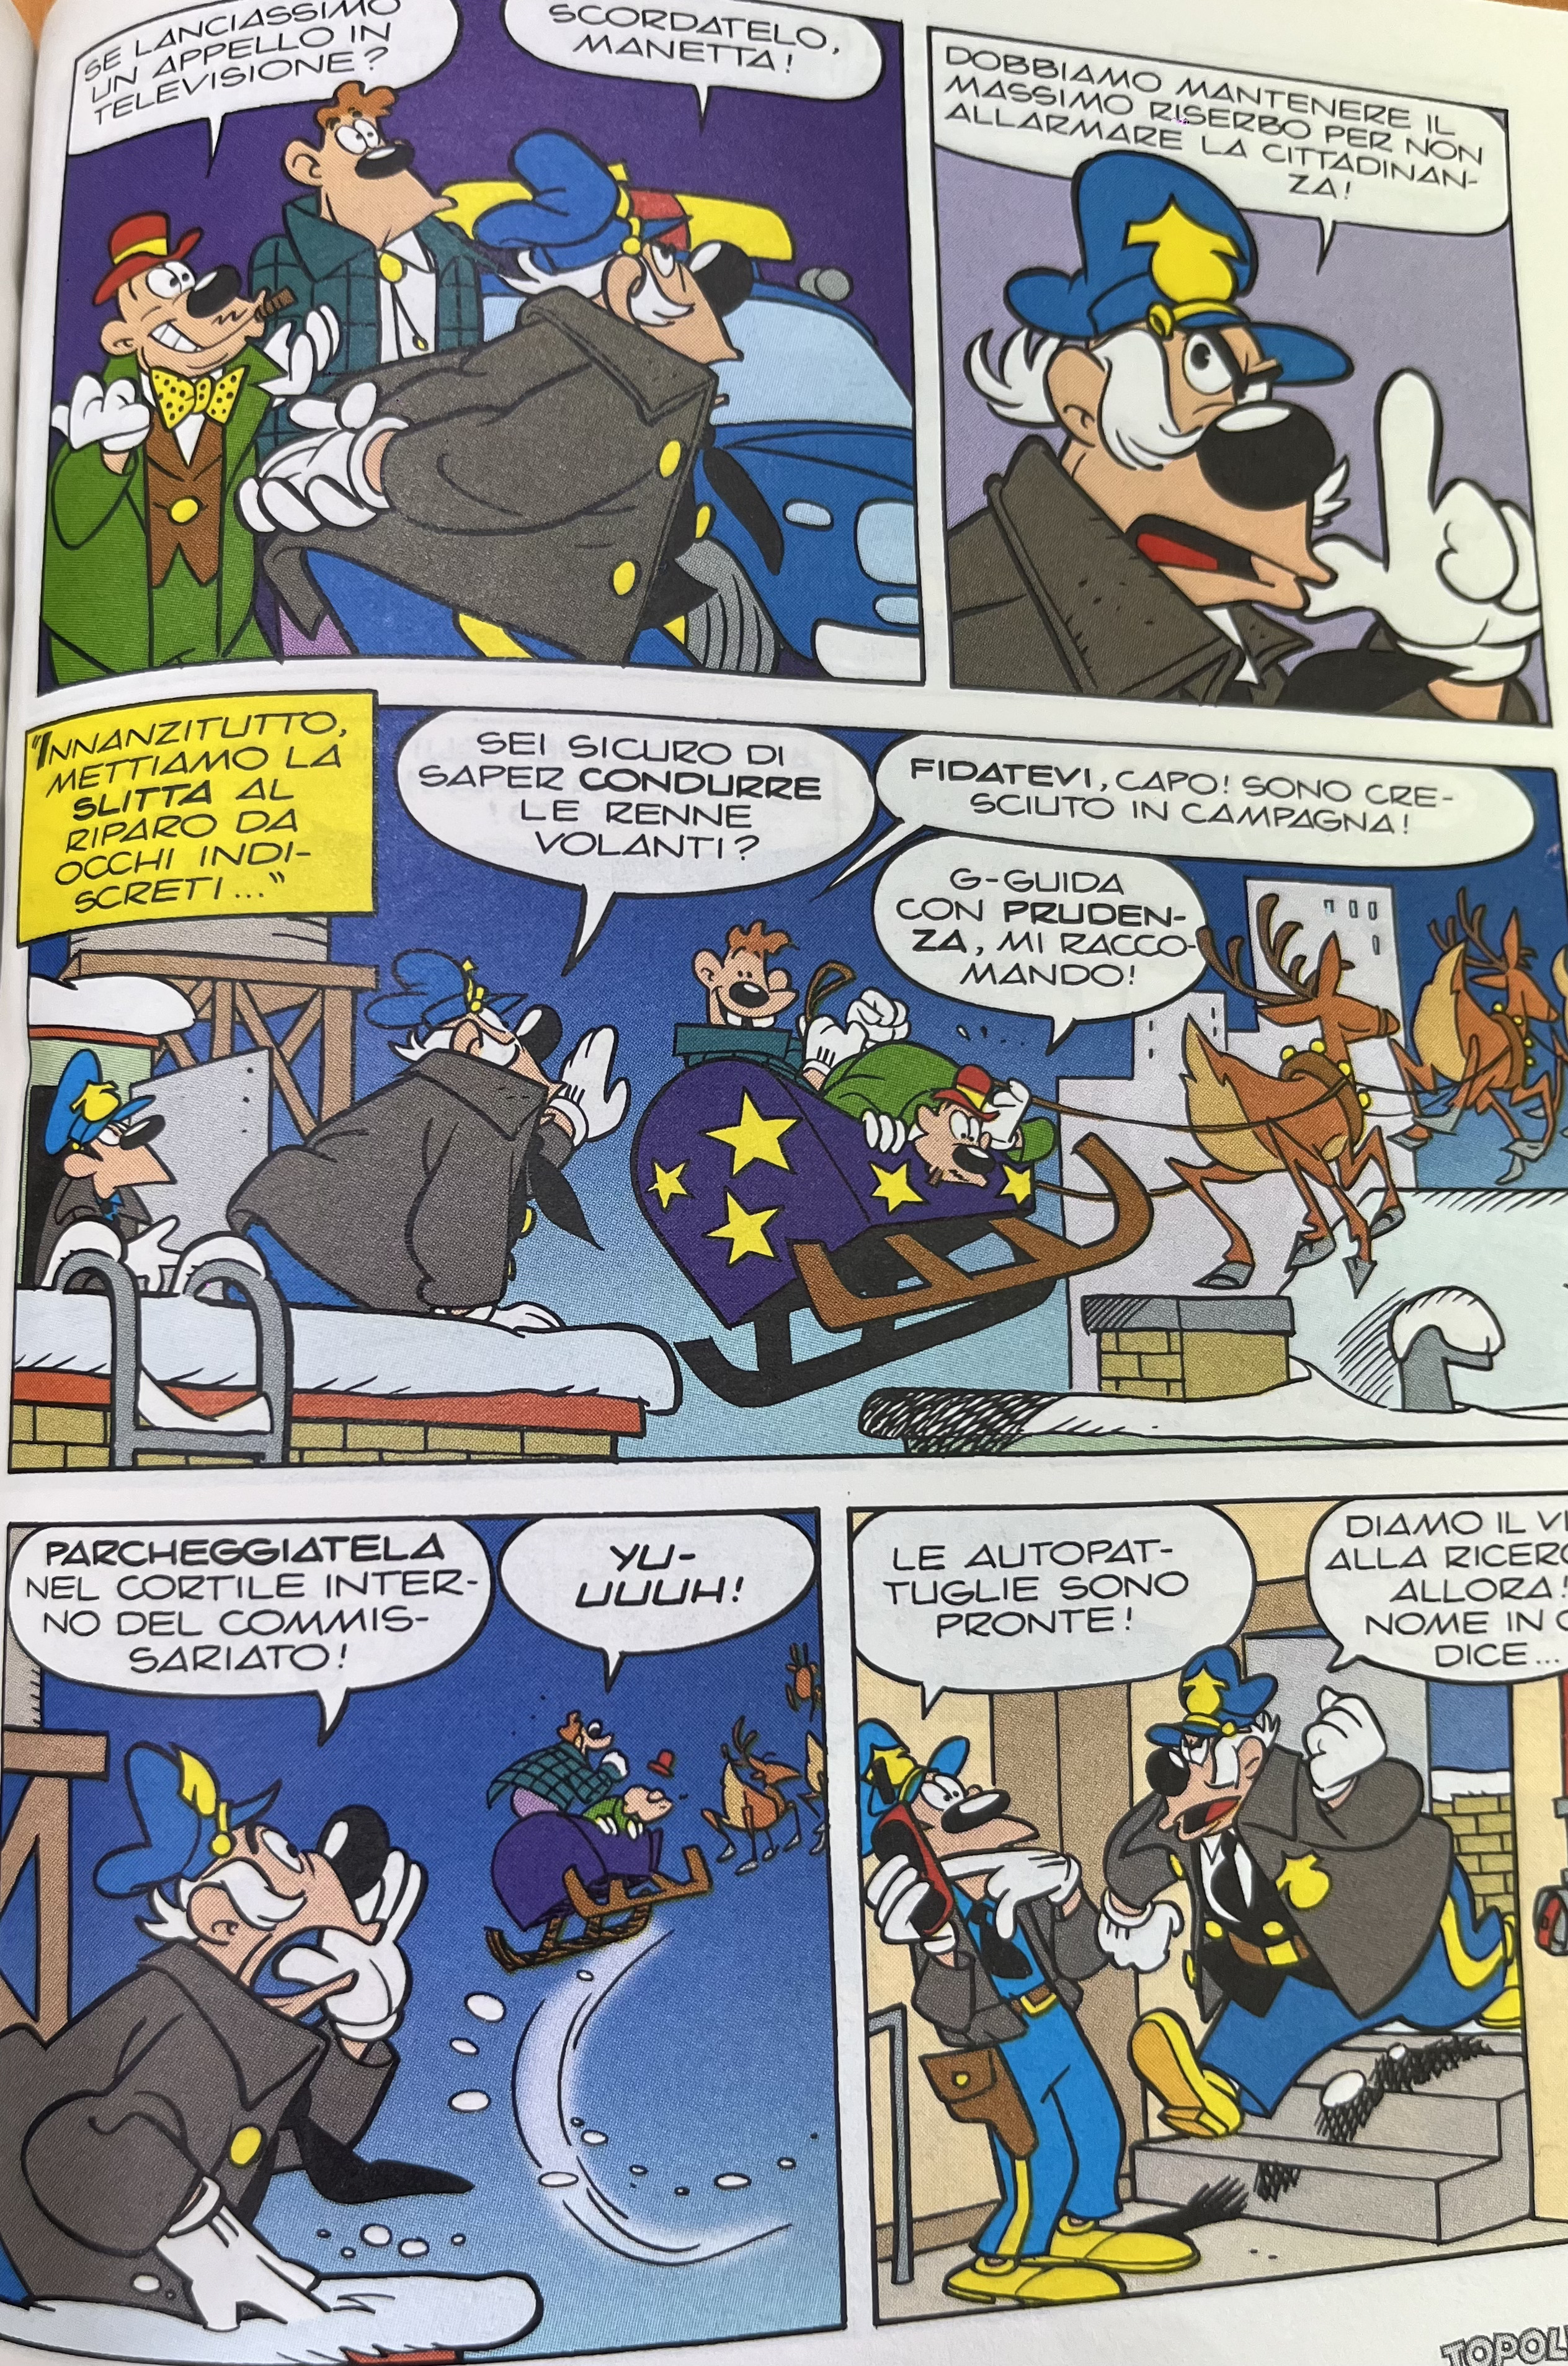 SE LANCIASSIMO
UN APPELLO IN
TELEVISIONE?
SCORDATELO,
MANETTA!
DOBBIAMO MANTENERE IL
MASSIMO RISERBO PER NON
ALLARMARE LA CITTADINAN-
ZA!
"INNANZITUTTO,
METTIAMO LA
SLITTA AL
RIPARO DA
OCCHI INDI-
SCRETI..."
SEI SICURO DI
SAPER CONDURRE
LE RENNE
VOLANTI?
FIDATEVI, CAPO! SONO CRE-
SCIUTO IN CAMPAGNA!
G-GUIDA
CON PRUDEN-
ZA, MI RACCO-
MANDO!
PARCHEGGIATELA
NEL CORTILE INTER-
NO DEL COMMIS-
SARIATO!
YU-
UUUH!
LE AUTOPAT-
TUGLIE SONO
PRONTE!
DIAMO IL
ALLA
ALLORA!
NOME IN
DICE...